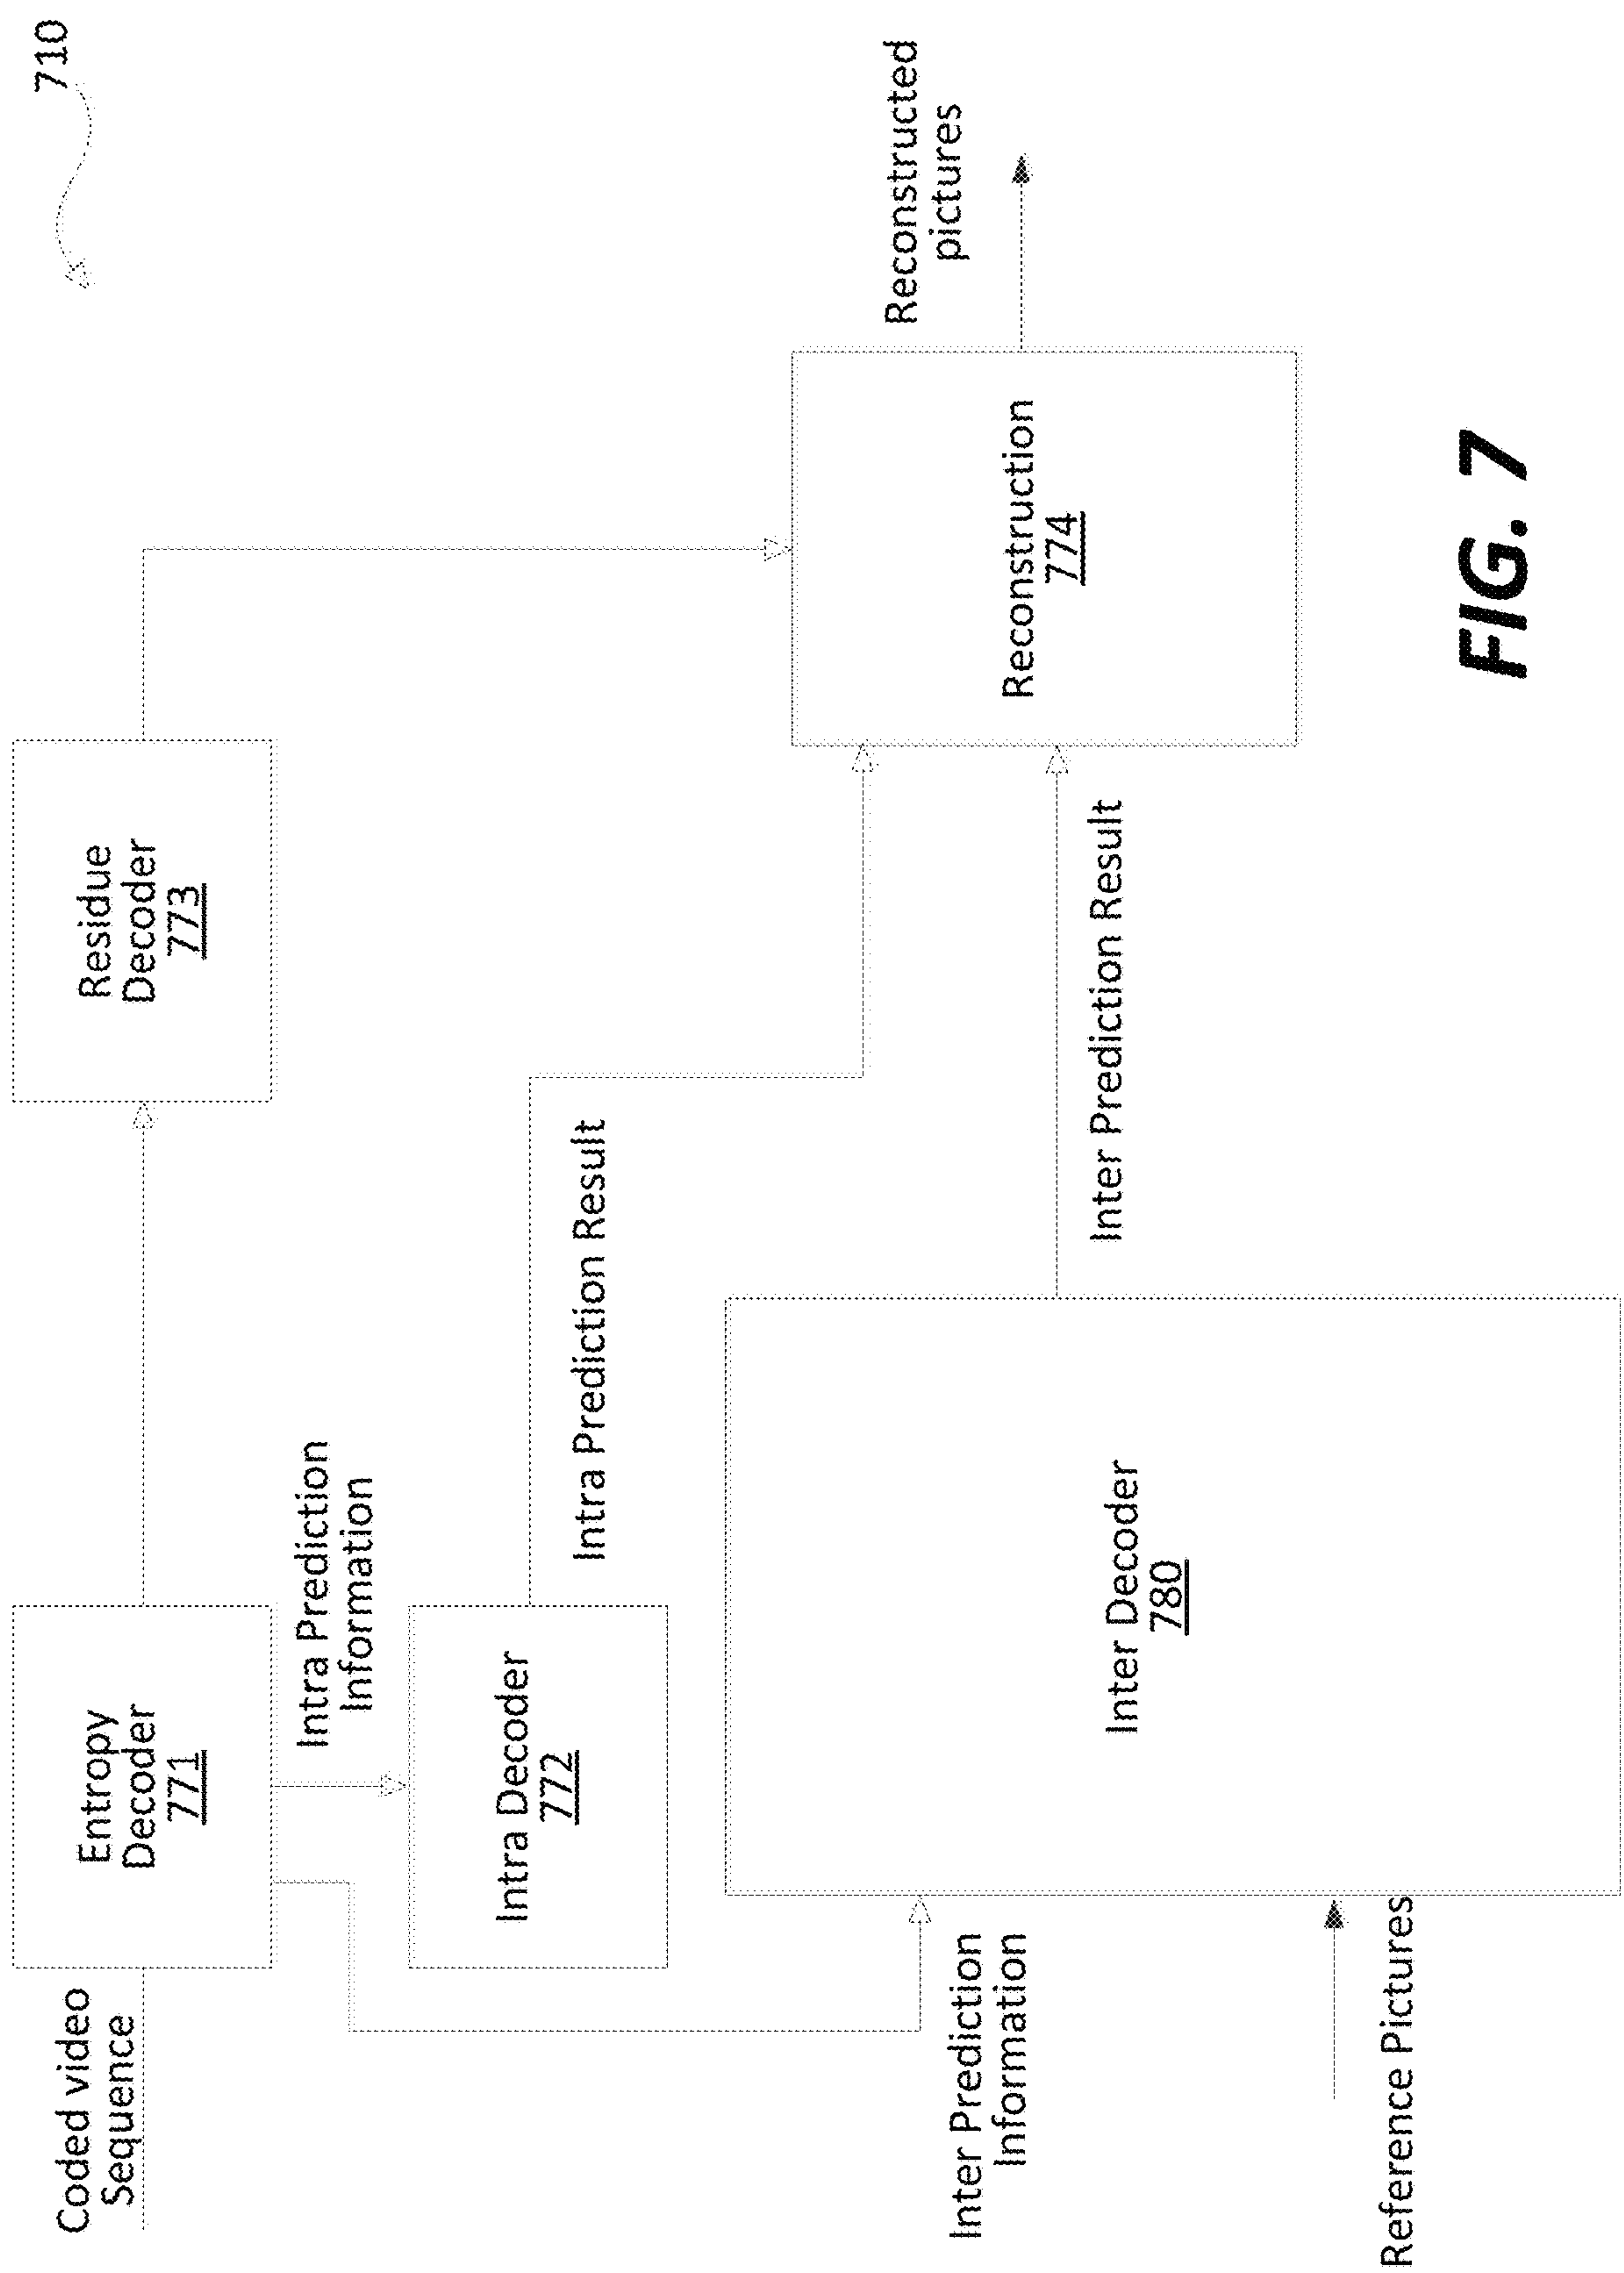 710
Coded video
Sequence
Entropy
Decoder
771
Residue
Decoder
773
Intra Prediction
Information
Intra Decoder
772
Intra Prediction Result
Inter Prediction
Information
Inter Decoder
780
Reference Pictures
Inter Prediction Result
Reconstruction
774
Reconstructed
pictures
FIG. 7